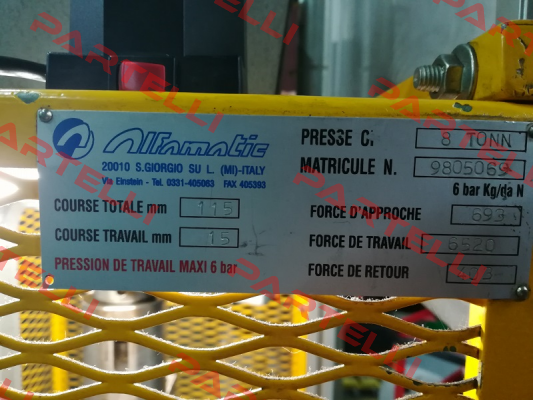 Alfamatic
20010 S.GIORGIO SU L. (MI)-ITALY
Via Einstein - Tel. 0331-405083 FAX 405393
COURSE TOTALE mm 115
COURSE TRAVAIL mm 15
PRESSION DE TRAVAIL MAXI 6 bar
PRESSE 8 TONN
MATRICULE N. 9805069
6 bar Kg/da N
FORCE D'APPROCHE 693
FORCE DE TRAVAIL 6520
FORCE DE RETOUR
PARTELLI
PARTELLI
PARTELLI
PARTELLI
PARTELLI
PARTELLI